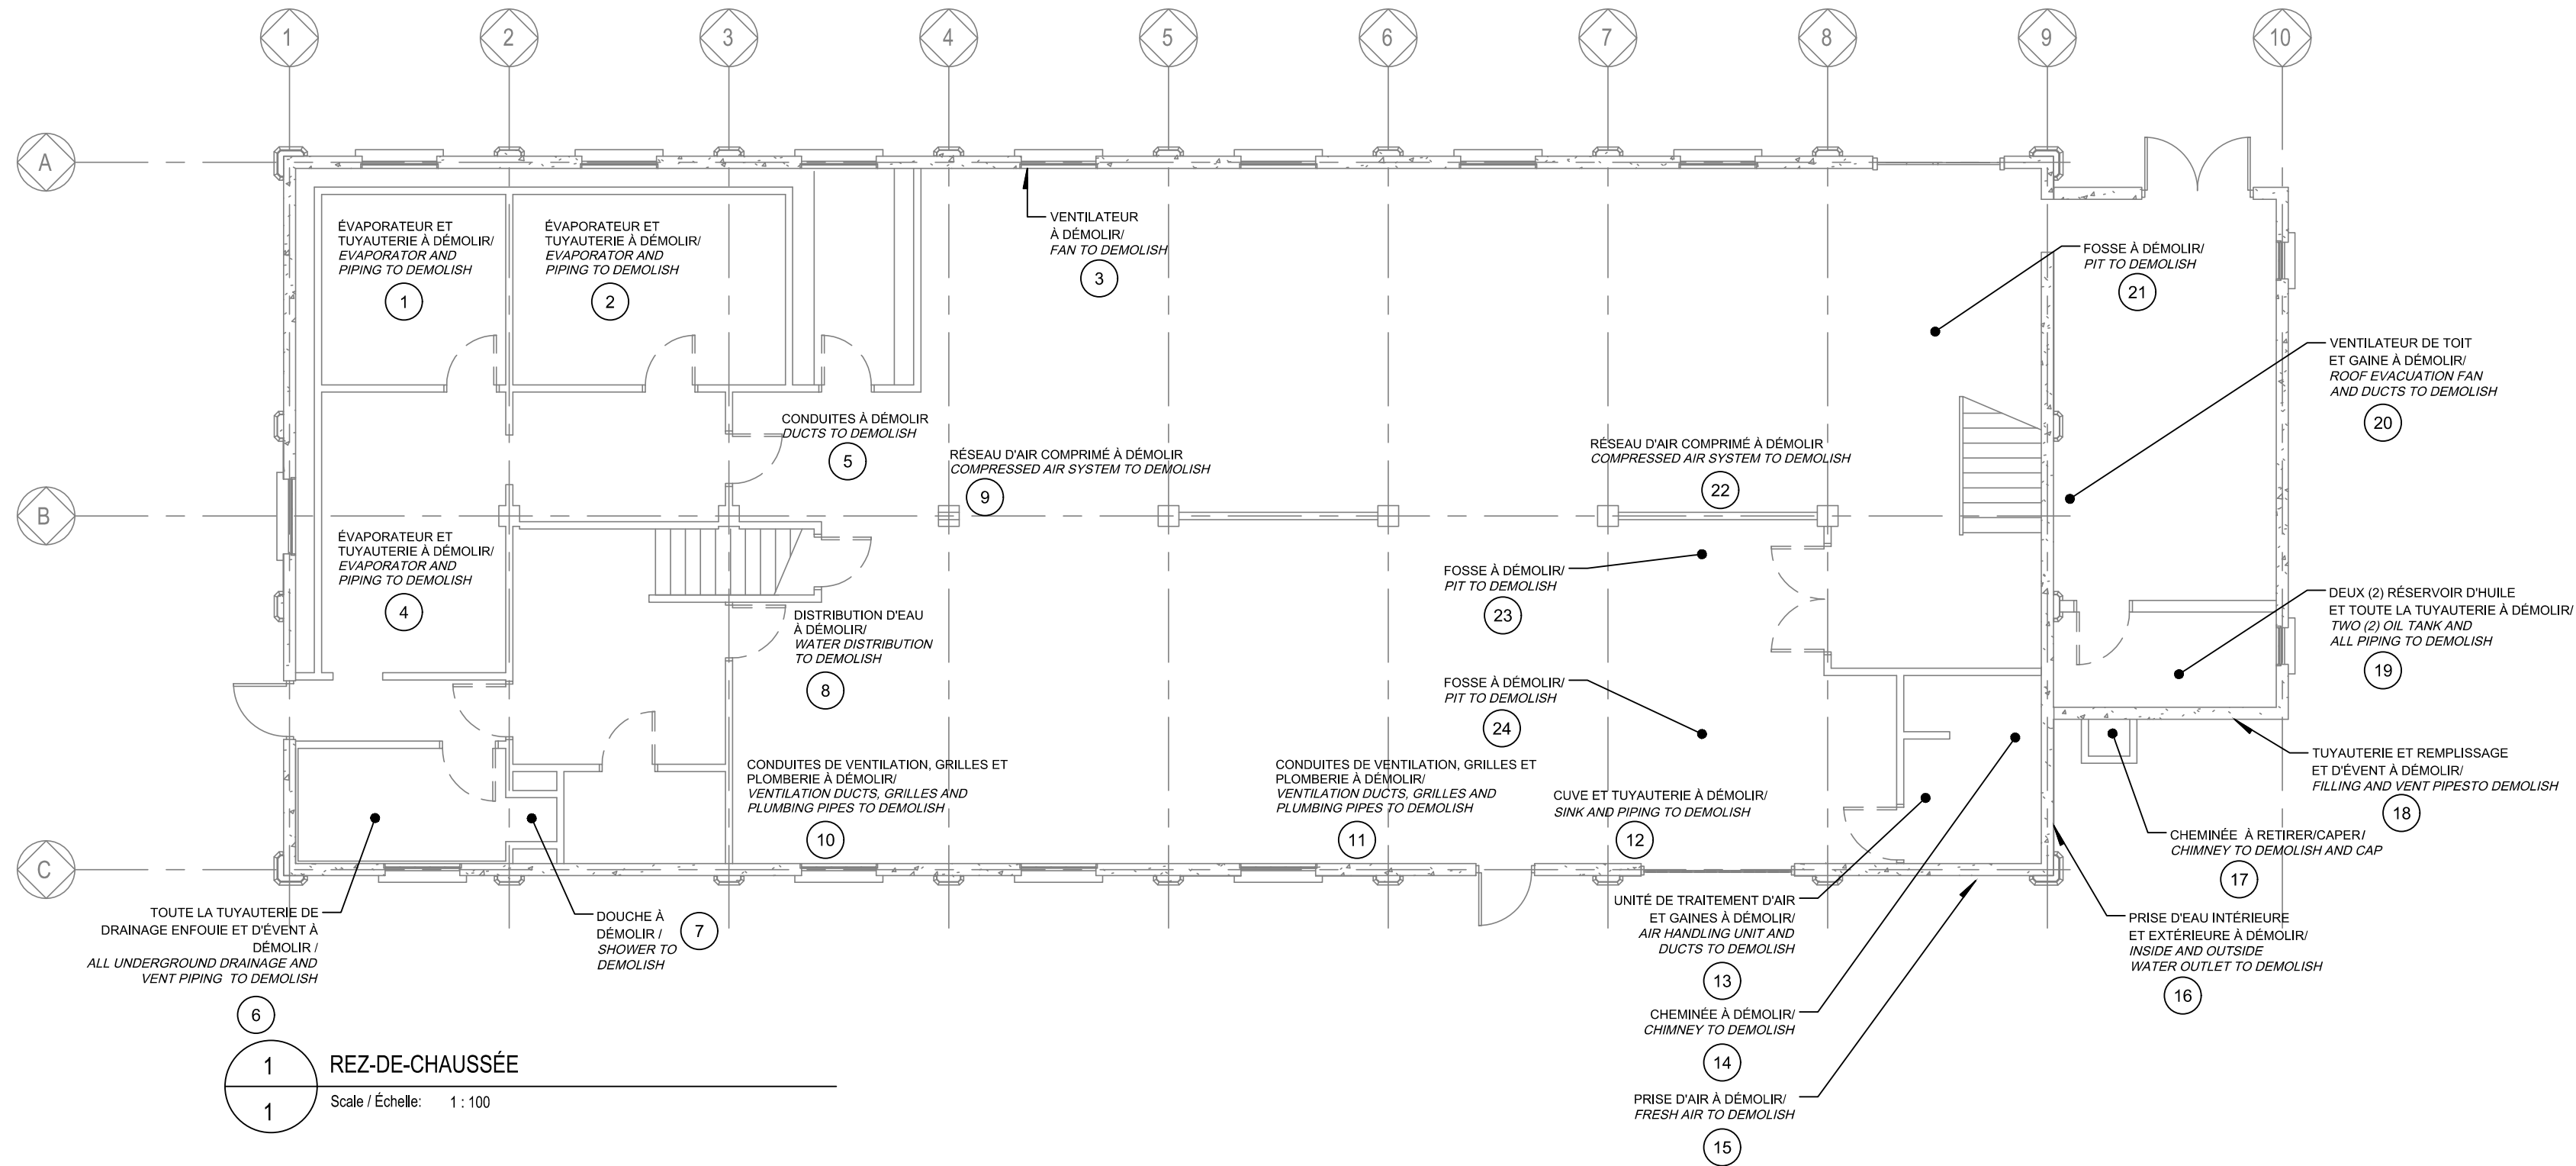 1 2 3 4 5 6 7 8 9 10
A
B
C
ÉVAPORATEUR ET
TUYAUTERIE À DÉMOLIR/
EVAPORATOR AND
PIPING TO DEMOLISH
1
ÉVAPORATEUR ET
TUYAUTERIE À DÉMOLIR/
EVAPORATOR AND
PIPING TO DEMOLISH
2
VENTILATEUR
À DÉMOLIR/
FAN TO DEMOLISH
3
FOSSE À DÉMOLIR/
PIT TO DEMOLISH
21
VENTILATEUR DE TOIT
ET GAINE À DÉMOLIR/
ROOF EVACUATION FAN
AND DUCTS TO DEMOLISH
20
CONDUITES À DÉMOLIR
DUCTS TO DEMOLISH
5
RÉSEAU D'AIR COMPRIMÉ À DÉMOLIR
COMPRESSED AIR SYSTEM TO DEMOLISH
9
RÉSEAU D'AIR COMPRIMÉ À DÉMOLIR
COMPRESSED AIR SYSTEM TO DEMOLISH
22
ÉVAPORATEUR ET
TUYAUTERIE À DÉMOLIR/
EVAPORATOR AND
PIPING TO DEMOLISH
4
FOSSE À DÉMOLIR/
PIT TO DEMOLISH
23
DISTRIBUTION D'EAU
À DÉMOLIR/
WATER DISTRIBUTION
TO DEMOLISH
8
DEUX (2) RÉSERVOIR D'HUILE
ET TOUTE LA TUYAUTERIE À DÉMOLIR/
TWO (2) OIL TANK AND
ALL PIPING TO DEMOLISH
19
FOSSE À DÉMOLIR/
PIT TO DEMOLISH
24
CONDUITES DE VENTILATION, GRILLES ET
PLOMBERIE À DÉMOLIR/
VENTILATION DUCTS, GRILLES AND
PLUMBING PIPES TO DEMOLISH
10
CONDUITES DE VENTILATION, GRILLES ET
PLOMBERIE À DÉMOLIR/
VENTILATION DUCTS, GRILLES AND
PLUMBING PIPES TO DEMOLISH
11
CUVE ET TUYAUTERIE À DÉMOLIR/
SINK AND PIPING TO DEMOLISH
12
TUYAUTERIE ET REMPLISSAGE
ET D'ÉVENT À DÉMOLIR/
FILLING AND VENT PIPESTO DEMOLISH
18
CHEMINÉE À RETIRER/CAPER/
CHIMNEY TO DEMOLISH AND CAP
17
TOUTE LA TUYAUTERIE DE
DRAINAGE ENFOUIE ET D'ÉVENT À
DÉMOLIR /
ALL UNDERGROUND DRAINAGE AND
VENT PIPING TO DEMOLISH
6
DOUCHE À
DÉMOLIR /
SHOWER TO
DEMOLISH
7
UNITÉ DE TRAITEMENT D'AIR
ET GAINES À DÉMOLIR/
AIR HANDLING UNIT AND
DUCTS TO DEMOLISH
13
PRISE D'EAU INTÉRIEURE
ET EXTÉRIEURE À DÉMOLIR/
INSIDE AND OUTSIDE
WATER OUTLET TO DEMOLISH
16
CHEMINÉE À DÉMOLIR/
CHIMNEY TO DEMOLISH
14
PRISE D'AIR À DÉMOLIR/
FRESH AIR TO DEMOLISH
15
1
REZ-DE-CHAUSSÉE
1
Scale / Échelle: 1 : 100